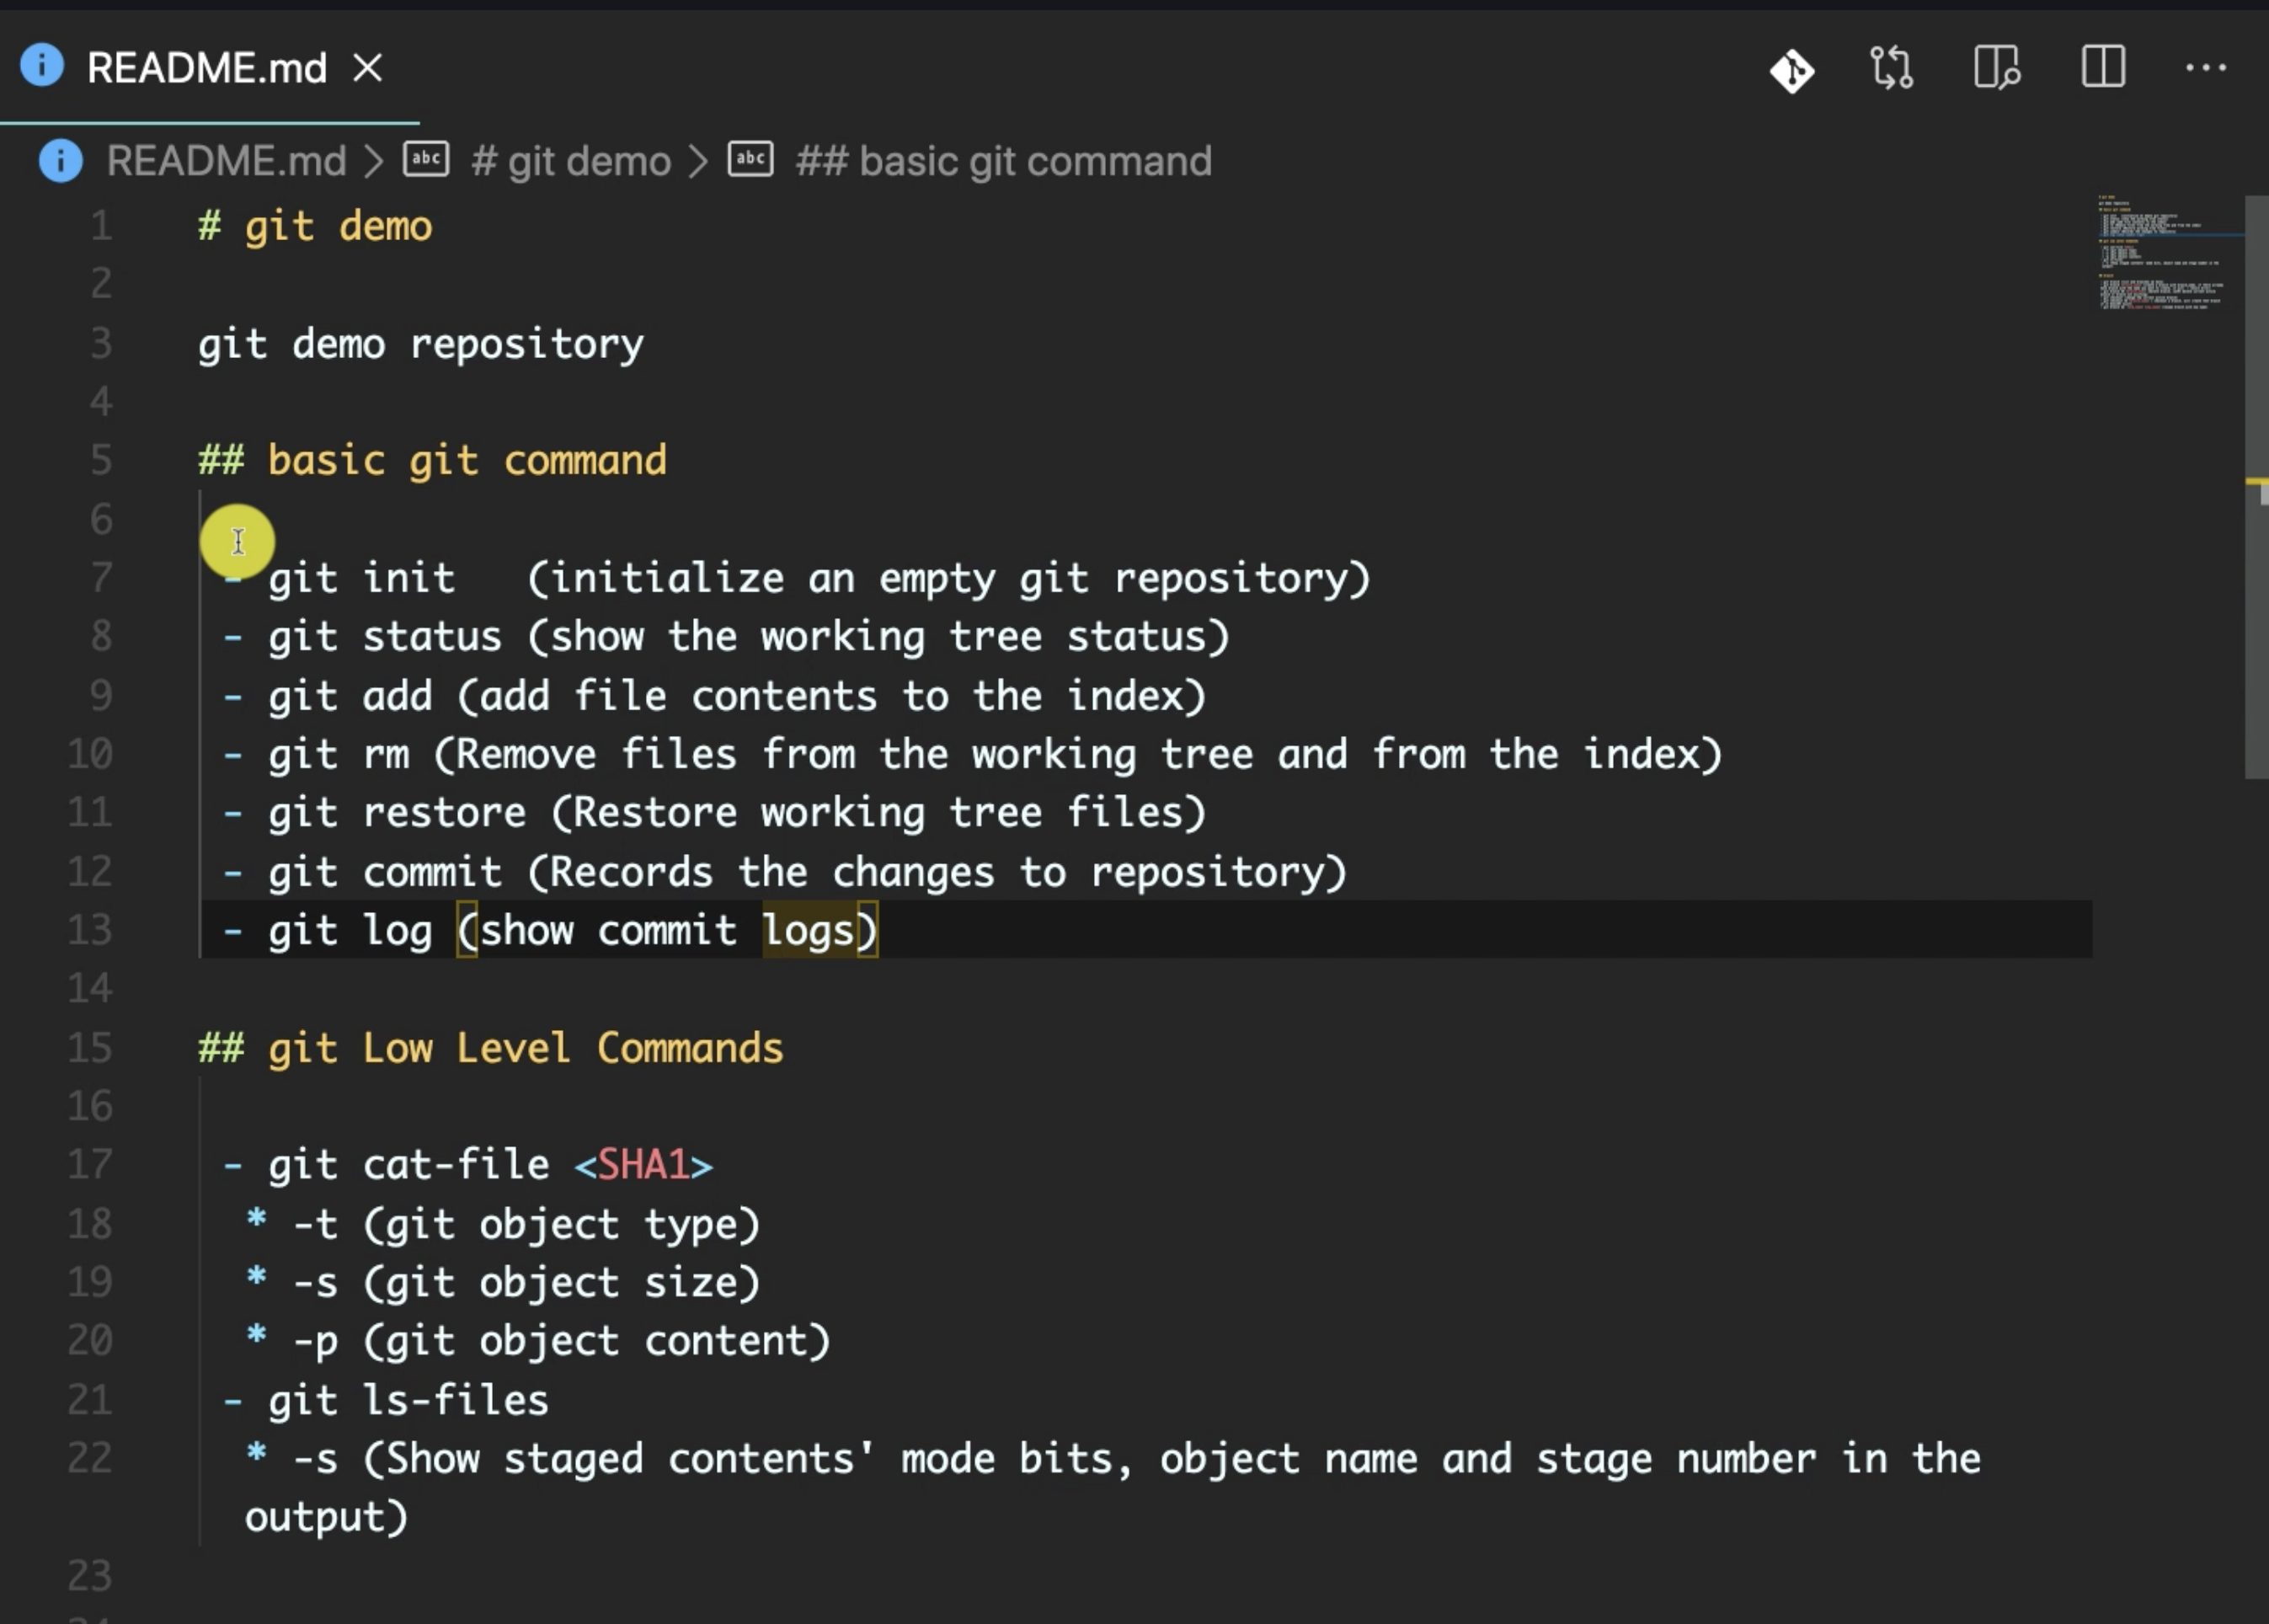 README.md
README.md > # git demo > ## basic git command
1 # git demo
2
3 git demo repository
4
5 ## basic git command
6
7 - git init   (initialize an empty git repository)
8 - git status (show the working tree status)
9 - git add (add file contents to the index)
10 - git rm (Remove files from the working tree and from the index)
11 - git restore (Restore working tree files)
12 - git commit (Records the changes to repository)
13 - git log (show commit logs)
14
15 ## git Low Level Commands
16
17 - git cat-file <SHA1>
18 * -t (git object type)
19 * -s (git object size)
20 * -p (git object content)
21 - git ls-files
22 * -s (Show staged contents' mode bits, object name and stage number in the
output)
23